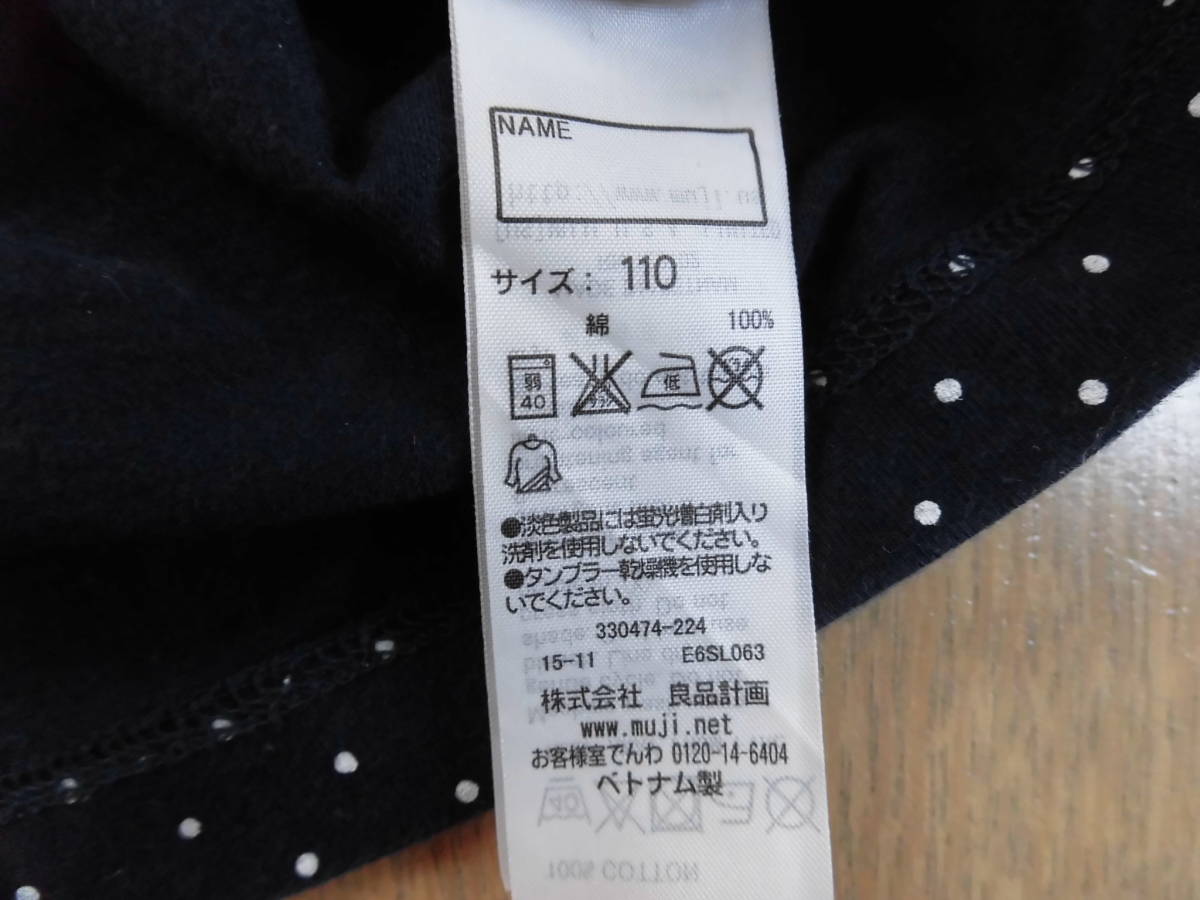 NAME
サイズ： 110
綿 100%
弱
40
低
●淡色製品には蛍光増白剤入り
洗剤を使用しないでください。
●タンブラー乾燥機を使用しな
いでください。
330474-224
15-11 E6SL063
株式会社 良品計画
www.muji.net
お客様室でんわ 0120-14-6404
ベトナム製
100% COTTON